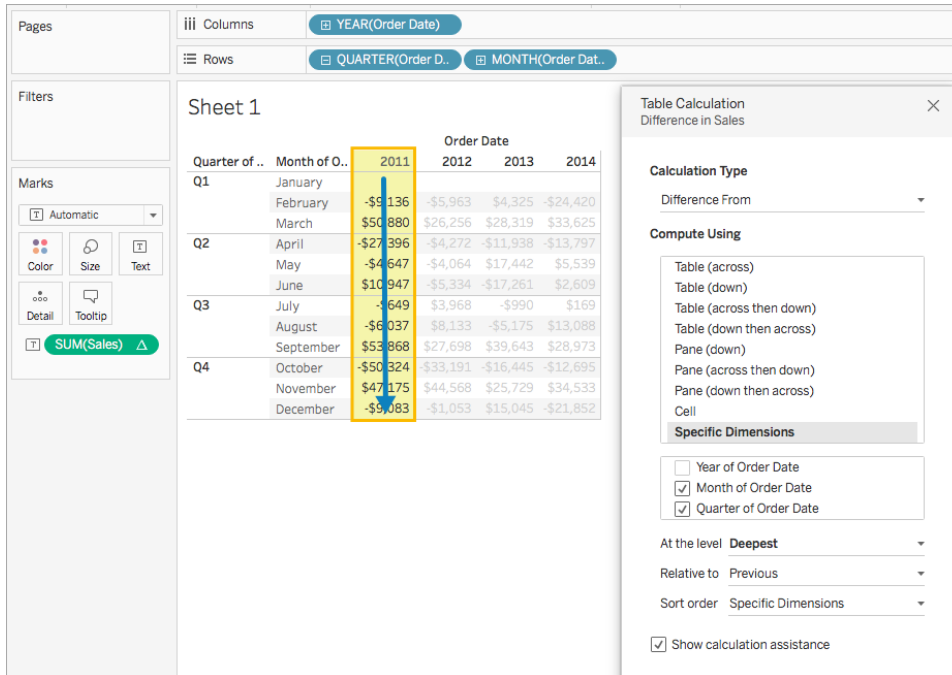 Pages
Columns
YEAR(Order Date)
Rows
QUARTER(Order D.. MONTH(Order Dat..
Filters
Marks
T Automatic
Color Size Text
Detail Tooltip
T SUM(Sales) Δ
Sheet 1
Order Date
Quarter of .. Month of O.. 2011 2012 2013 2014
Q1 January
February -$9,136 -$5,963 $4,325 -$24,420
March $50,880 $26,256 $28,319 $33,625
Q2 April -$27,396 -$4,272 -$11,938 -$13,797
May -$4,647 -$4,064 $17,442 $5,539
June $10,947 -$5,334 -$17,261 $2,609
Q3 July -$649 $3,968 -$990 $169
August -$6,037 $8,133 -$5,175 $13,088
September $53,868 $27,698 $39,643 $28,973
Q4 October -$50,324 -$33,191 -$16,445 -$12,695
November $47,175 $44,568 $25,729 $34,533
December -$9,083 -$1,053 $15,045 -$21,852
Table Calculation
Difference in Sales
Calculation Type
Difference From
Compute Using
Table (across)
Table (down)
Table (across then down)
Table (down then across)
Pane (down)
Pane (across then down)
Pane (down then across)
Cell
Specific Dimensions
Year of Order Date
Month of Order Date
Quarter of Order Date
At the level Deepest
Relative to Previous
Sort order Specific Dimensions
Show calculation assistance